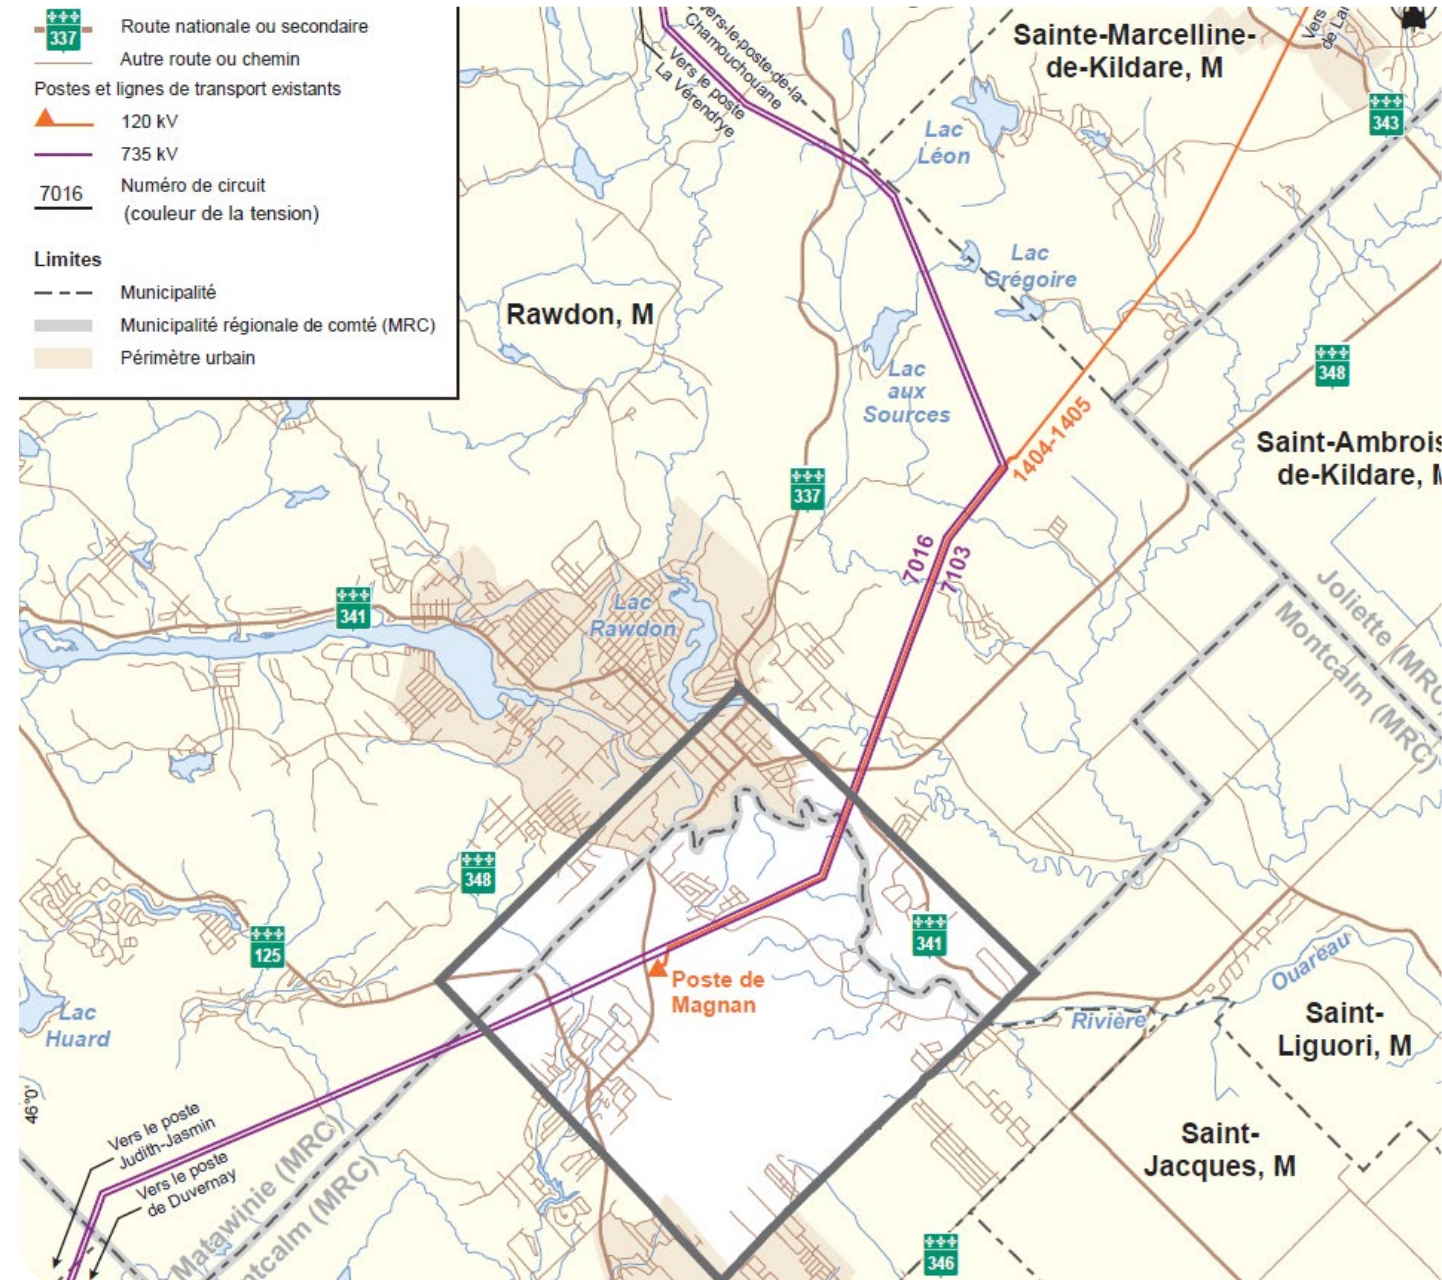 337
Route nationale ou secondaire
Autre route ou chemin
Postes et lignes de transport existants
120 kV
735 kV
7016
Numéro de circuit
(couleur de la tension)
Limites
Municipalité
Municipalité régionale de comté (MRC)
Périmètre urbain
Vers-le-poste-de-la-
Chamouchouane
Vers le poste
La Vérendrye
Sainte-Marcelline-
de-Kildare, M
Vers
343
Lac
Léon
Lac
Grégoire
Rawdon, M
348
Lac
aux
Sources
1404-1405
Saint-Ambrois
de-Kildare,
337
7016
7103
341
Lac
Rawdon
Joliette (MRC)
Montcalm (MRC)
348
125
341
Poste de
Magnan
Lac
Huard
Rivière
Ouareau
Saint-
Liguori, M
46°0'
Vers le poste
Judith-Jasmin
Vers le poste
de Duvernay
Matawinie (MRC)
ntcalm (MRC)
Saint-
Jacques, M
346